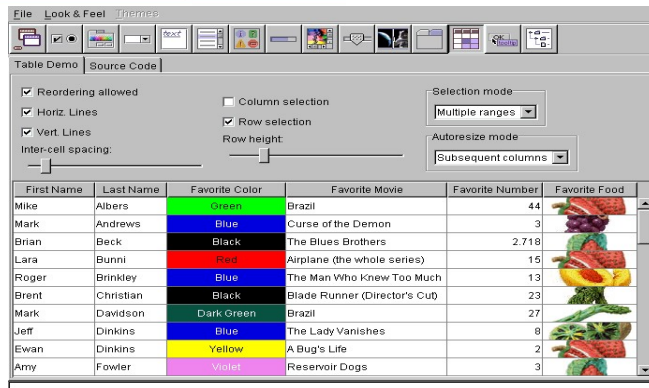 File Look & Feel Themes
text
OK
Table Demo Source Code
Reordering allowed
Horiz. Lines
Vert. Lines
Inter-cell spacing:
Column selection
Row selection
Row height:
Selection mode
Multiple ranges
Autoresize mode
Subsequent columns
First Name Last Name Favorite Color Favorite Movie Favorite Number Favorite Food
Mike Albers Green Brazil 44
Mark Andrews Blue Curse of the Demon 3
Brian Beck Black The Blues Brothers 2.718
Lara Bunni Red Airplane (the whole series) 15
Roger Brinkley Blue The Man Who Knew Too Much 13
Brent Christian Black Blade Runner (Director's Cut) 23
Mark Davidson Dark Green Brazil 27
Jeff Dinkins Blue The Lady Vanishes 8
Ewan Dinkins Yellow A Bug's Life 2
Amy Fowler Violet Reservoir Dogs 3